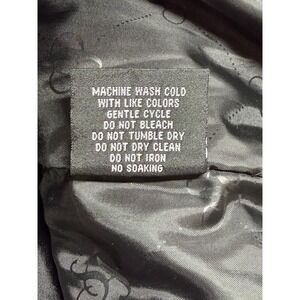 MACHINE WASH COLD
WITH LIKE COLORS
GENTLE CYCLE
DO NOT BLEACH
DO NOT TUMBLE DRY
DO NOT DRY CLEAN
DO NOT IRON
NO SOAKING